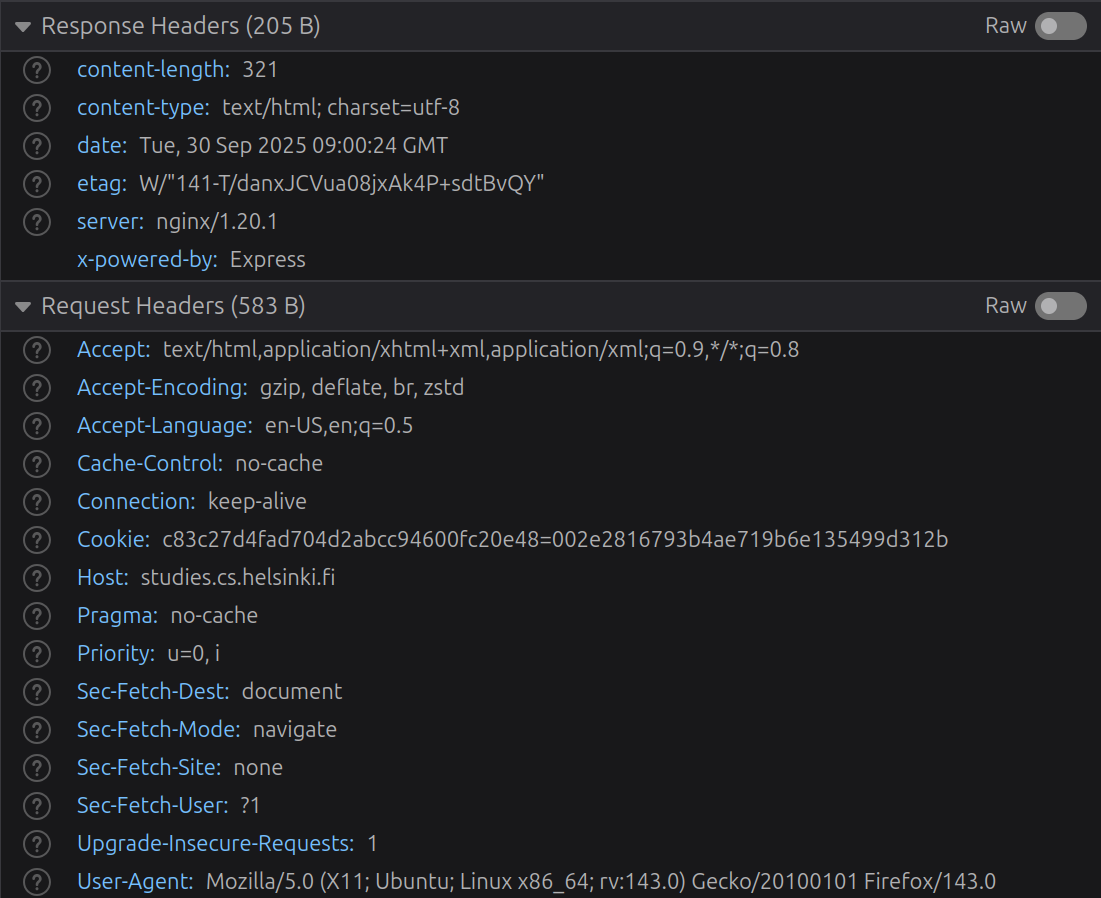 Response Headers (205 B) Raw
content-length: 321
content-type: text/html; charset=utf-8
date: Tue, 30 Sep 2025 09:00:24 GMT
etag: W/"141-T/danxJCVua08jxAk4P+sdtBvQY"
server: nginx/1.20.1
x-powered-by: Express
Request Headers (583 B) Raw
Accept: text/html,application/xhtml+xml,application/xml;q=0.9,*/*;q=0.8
Accept-Encoding: gzip, deflate, br, zstd
Accept-Language: en-US,en;q=0.5
Cache-Control: no-cache
Connection: keep-alive
Cookie: c83c27d4fad704d2abcc94600fc20e48=002e2816793b4ae719b6e135499d312b
Host: studies.cs.helsinki.fi
Pragma: no-cache
Priority: u=0, i
Sec-Fetch-Dest: document
Sec-Fetch-Mode: navigate
Sec-Fetch-Site: none
Sec-Fetch-User: ?1
Upgrade-Insecure-Requests: 1
User-Agent: Mozilla/5.0 (X11; Ubuntu; Linux x86_64; rv:143.0) Gecko/20100101 Firefox/143.0